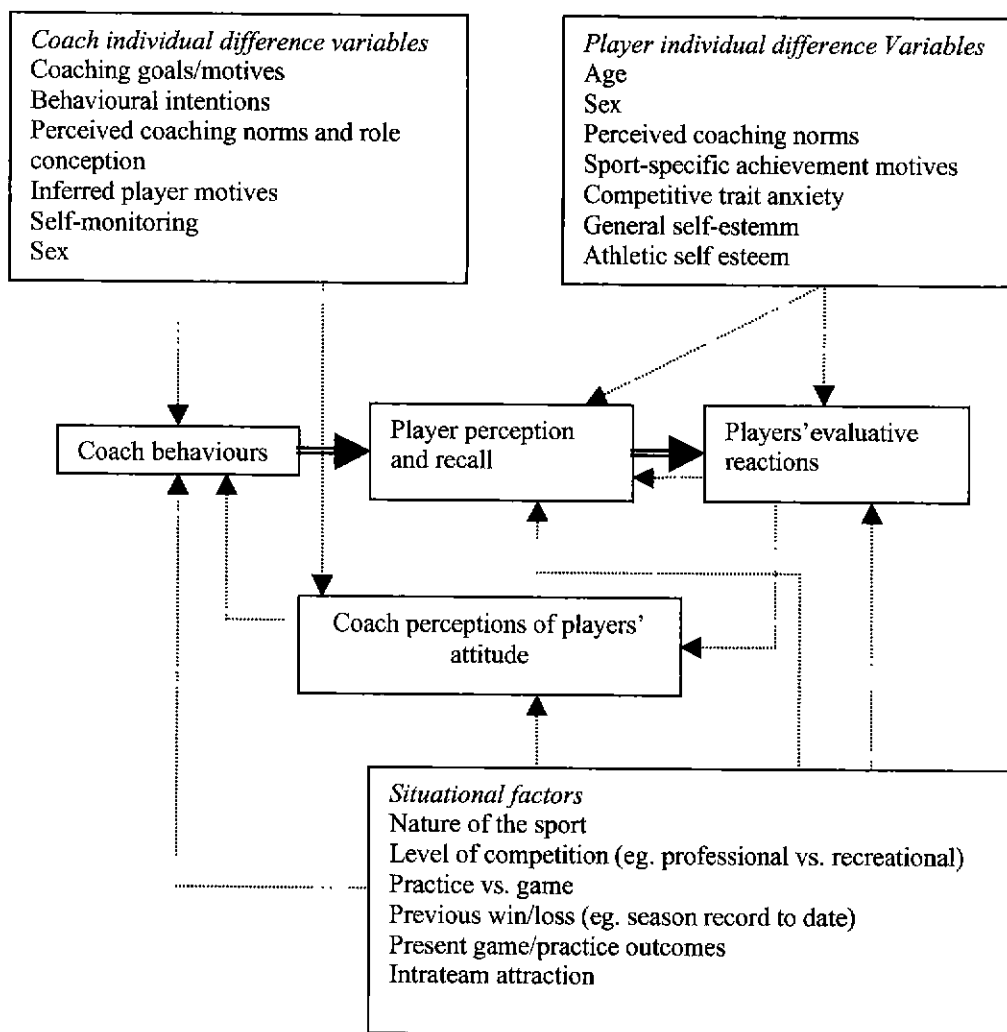 Coach individual difference variables
Coaching goals/motives
Behavioural intentions
Perceived coaching norms and role
conception
Inferred player motives
Self-monitoring
Sex
Player individual difference Variables
Age
Sex
Perceived coaching norms
Sport-specific achievement motives
Competitive trait anxiety
General self-estemm
Athletic self esteem
Coach behaviours
Player perception
and recall
Players'evaluative
reactions
Coach perceptions of players'
attitude
Situational factors
Nature of the sport
Level of competition (eg. professional vs. recreational)
Practice vs. game
Previous win/loss (eg. season record to date)
Present game/practice outcomes
Intrateam attraction